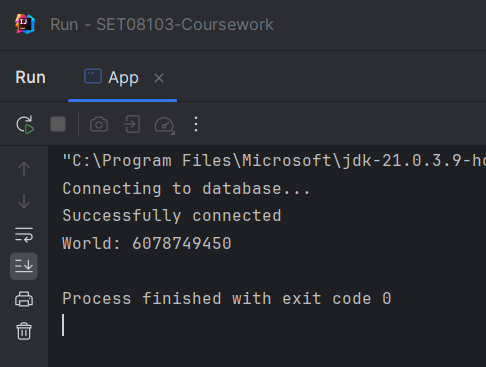 Run - SET08103-Coursework
Run
App
"C:\Program Files\Microsoft\jdk-21.0.3.9-ho
Connecting to database...
Successfully connected
World: 6078749450
Process finished with exit code 0